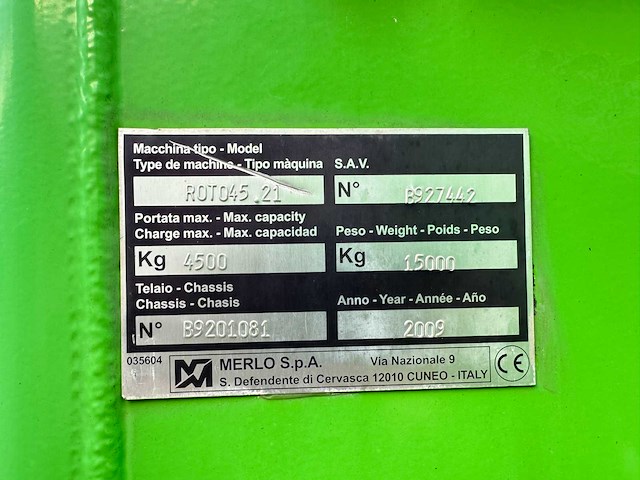 Macchina tipo - Model
Type de machine - Tipo màquina
ROTO45.21
S.A.V.
N° B927442
Portata max. - Max. capacity
Charge max. - Max. capacidad
Kg 4500
Peso - Weight - Poids - Peso
Kg 15000
Telaio - Chassis
Chassis - Chasis
N° B9201081
Anno - Year - Année - Año
2009
035604
MERLO S.p.A. Via Nazionale 9
S. Defendente di Cervasca 12010 CUNEO - ITALY
CE